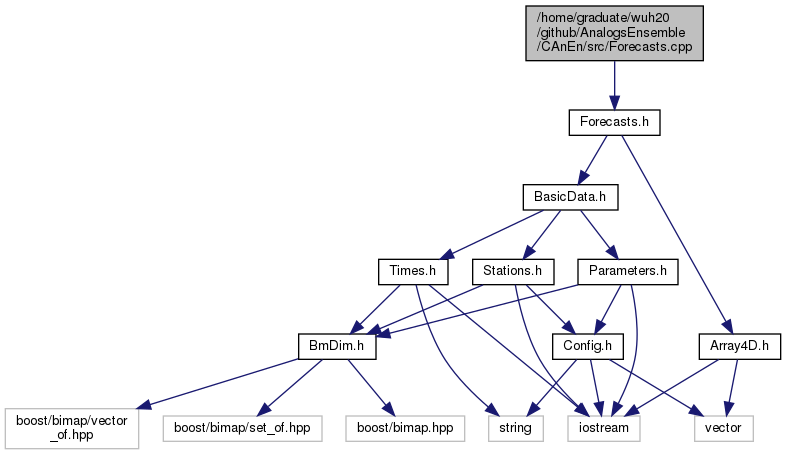 /home/graduate/wuh20
/github/AnalogsEnsemble
/CAnEn/src/Forecasts.cpp
Forecasts.h
BasicData.h
Times.h
Stations.h
Parameters.h
BmDim.h
Config.h
Array4D.h
boost/bimap/vector
_of.hpp
boost/bimap/set_of.hpp
boost/bimap.hpp
string
iostream
vector